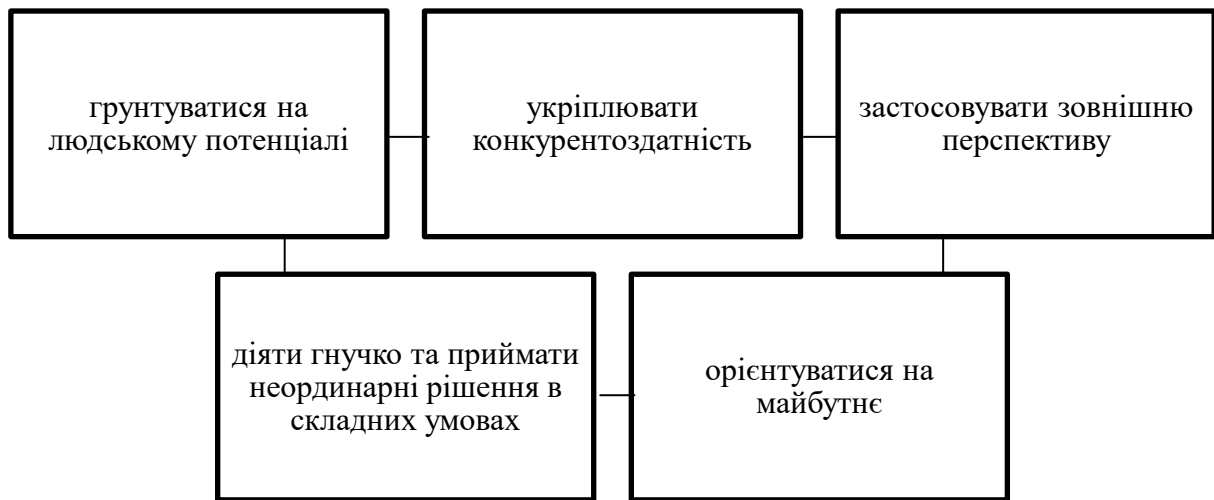 грунтуватися на
людському потенціалі
укріплювати
конкурентоздатність
застосовувати зовнішню
перспективу
діяти гнучко та приймати
неординарні рішення в
складних умовах
орієнтуватися на
майбутнє